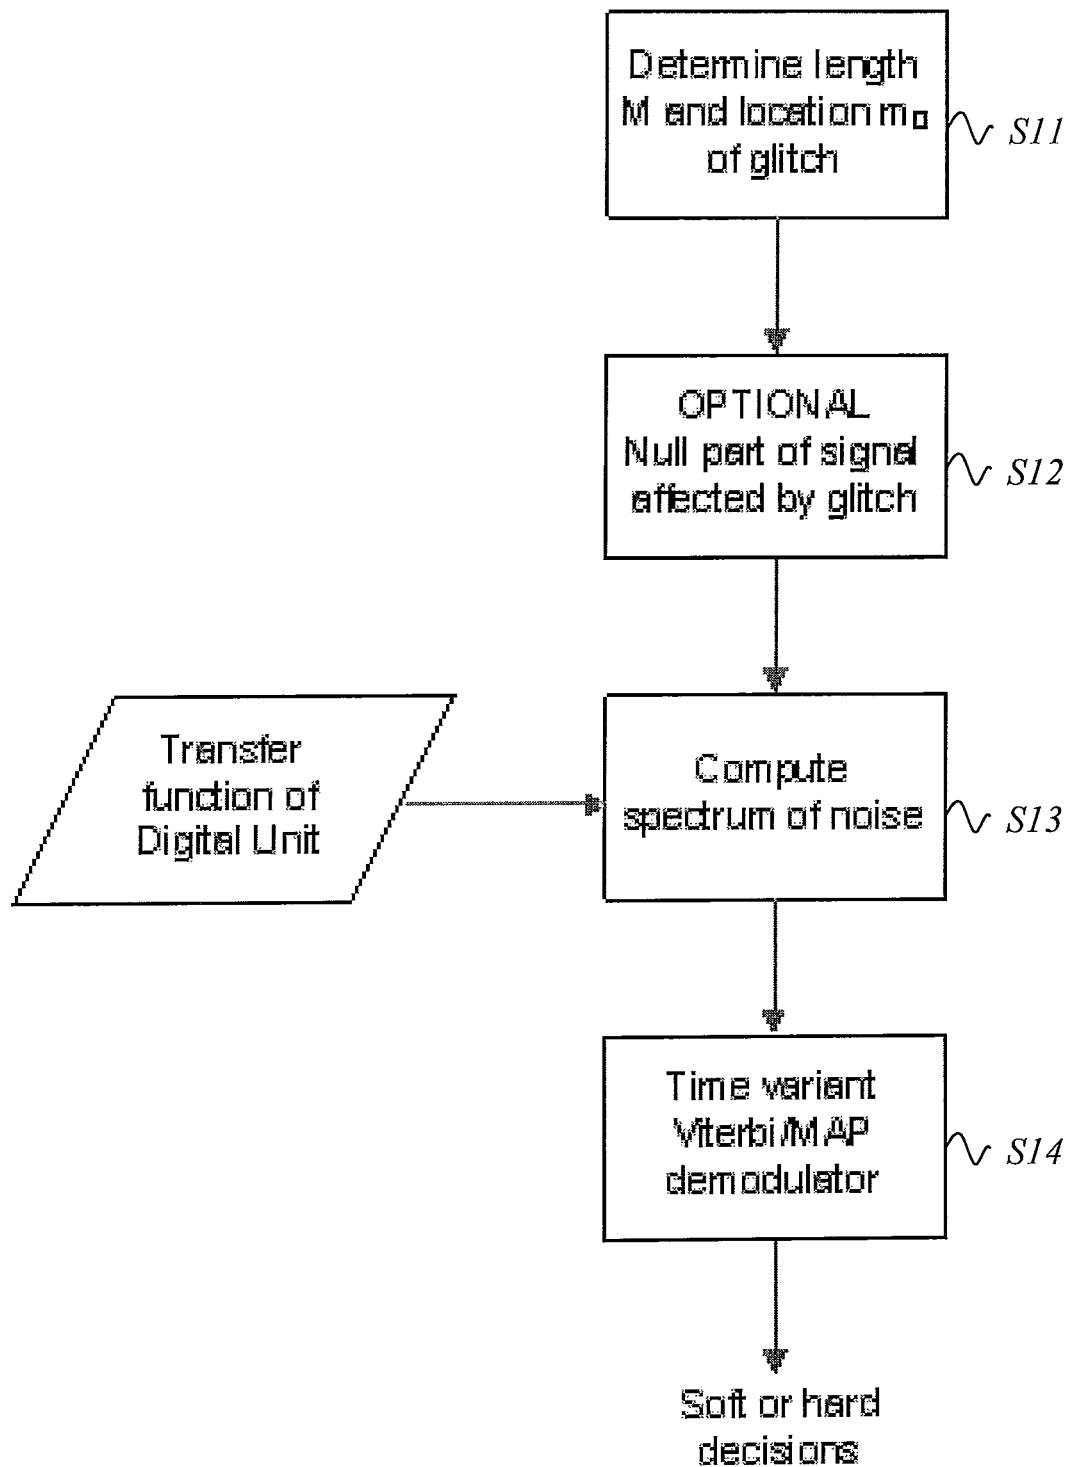 Determine length
M and location m0
of glitch
S11
OPTIONAL
Null part of signal
affected by glitch
S12
Transfer
function of
Digital Unit
Compute
spectrum of noise
S13
Time variant
Viterbi/MAP
demodulator
S14
Soft or hard
decisions